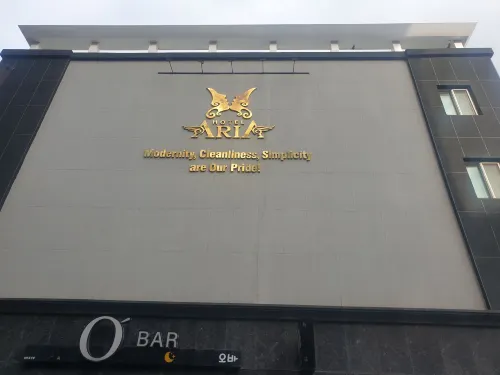 HOTEL
ARIA
Modernity, Cleanliness, Simplicity
are Our Pride!
O' BAR
오바